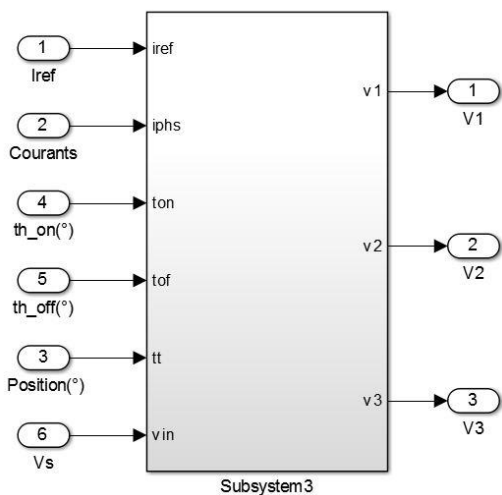 1
iref
Iref
v1
1
V1
2
iphs
Courants
4
ton
th_on(°)
v2
2
V2
5
tof
th_off(°)
3
tt
Position(°)
v3
3
V3
6
vin
Vs
Subsystem3